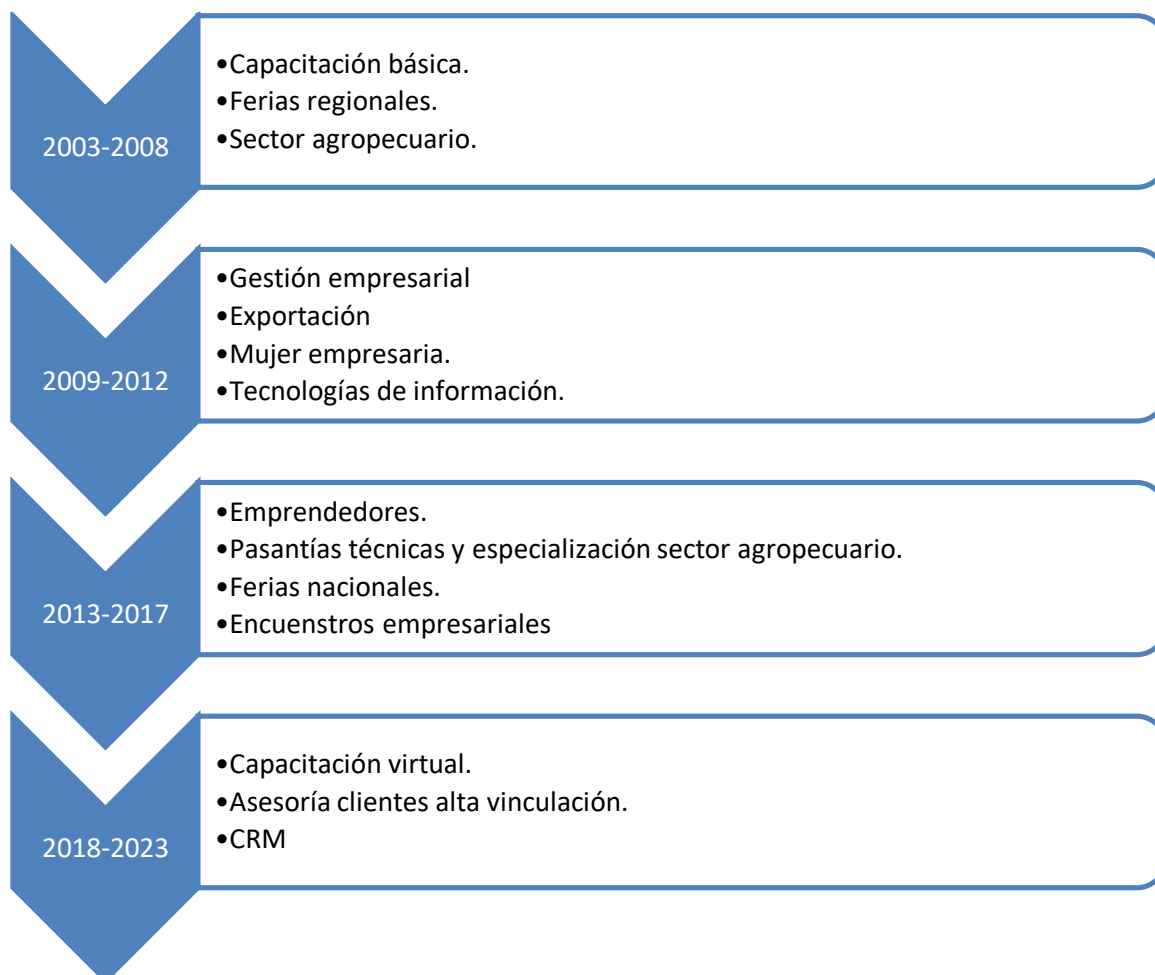 2003-2008
•Capacitación básica.
•Ferias regionales.
•Sector agropecuario.
2009-2012
•Gestión empresarial
•Exportación
•Mujer empresaria.
•Tecnologías de información.
2013-2017
•Emprendedores.
•Pasantías técnicas y especialización sector agropecuario.
•Ferias nacionales.
•Encuenstros empresariales
2018-2023
•Capacitación virtual.
•Asesoría clientes alta vinculación.
•CRM